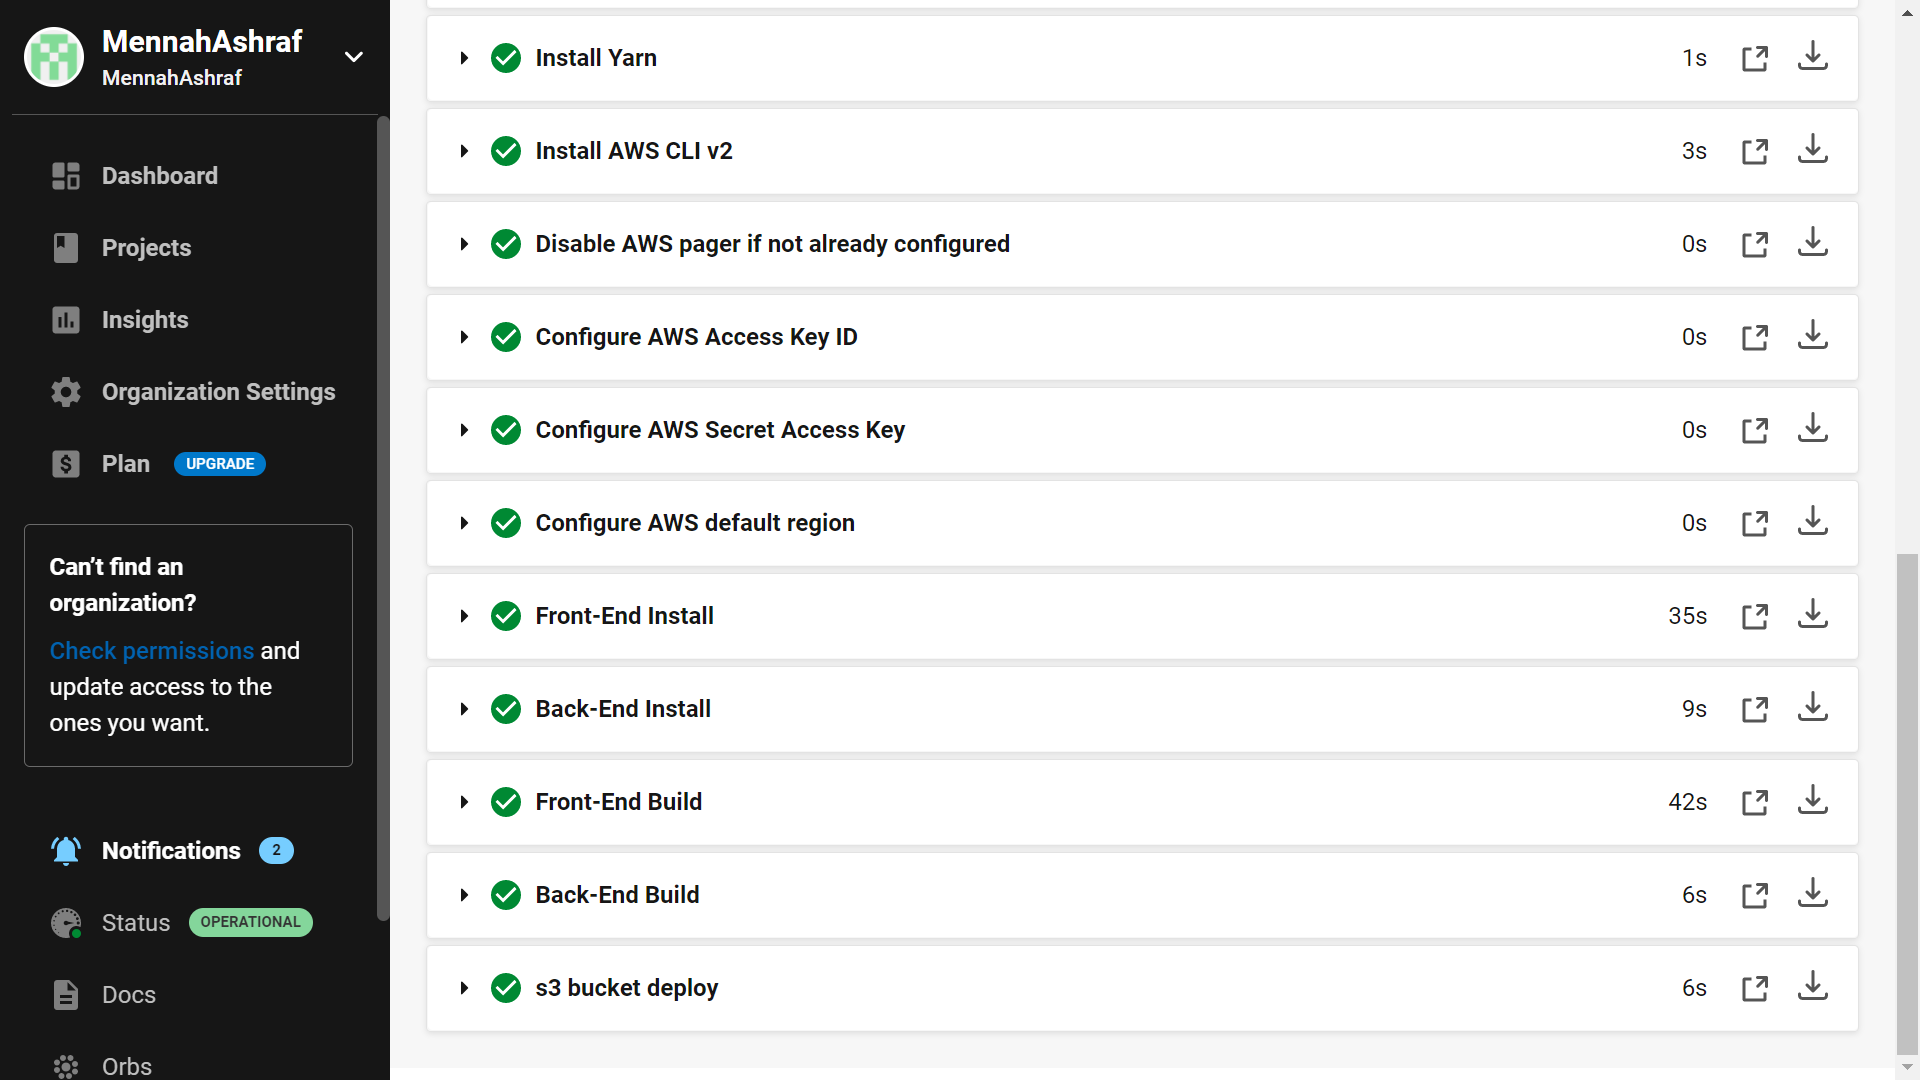 MennahAshraf
MennahAshraf
Dashboard
Projects
Insights
Organization Settings
Plan UPGRADE
Can’t find an
organization?
Check permissions and
update access to the
ones you want.
Notifications 2
Status OPERATIONAL
Docs
Orbs
Install Yarn 1s
Install AWS CLI v2 3s
Disable AWS pager if not already configured 0s
Configure AWS Access Key ID 0s
Configure AWS Secret Access Key 0s
Configure AWS default region 0s
Front-End Install 35s
Back-End Install 9s
Front-End Build 42s
Back-End Build 6s
s3 bucket deploy 6s